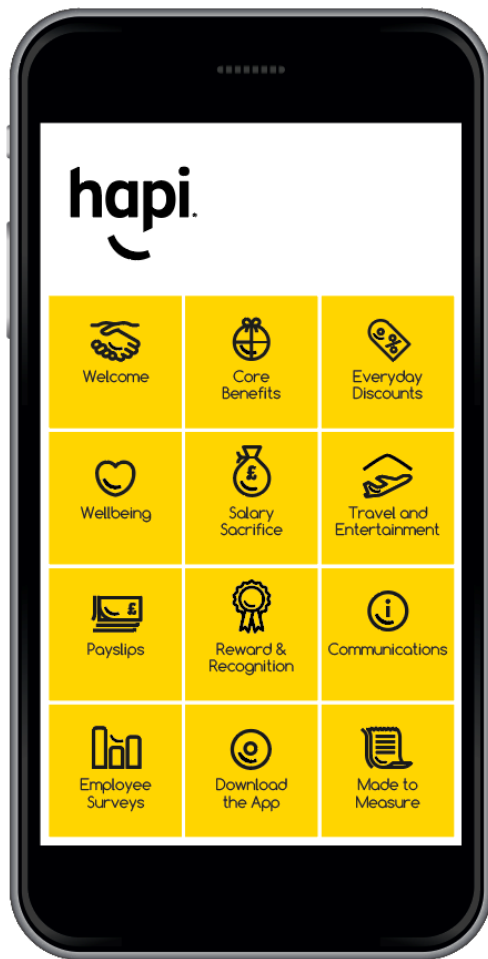 hapi.
Welcome
Core
Benefits
Everyday
Discounts
Wellbeing
£
Salary
Sacrifice
Travel and
Entertainment
£
Payslips
Reward &
Recognition
i
Communications
Employee
Surveys
Download
the App
Made to
Measure